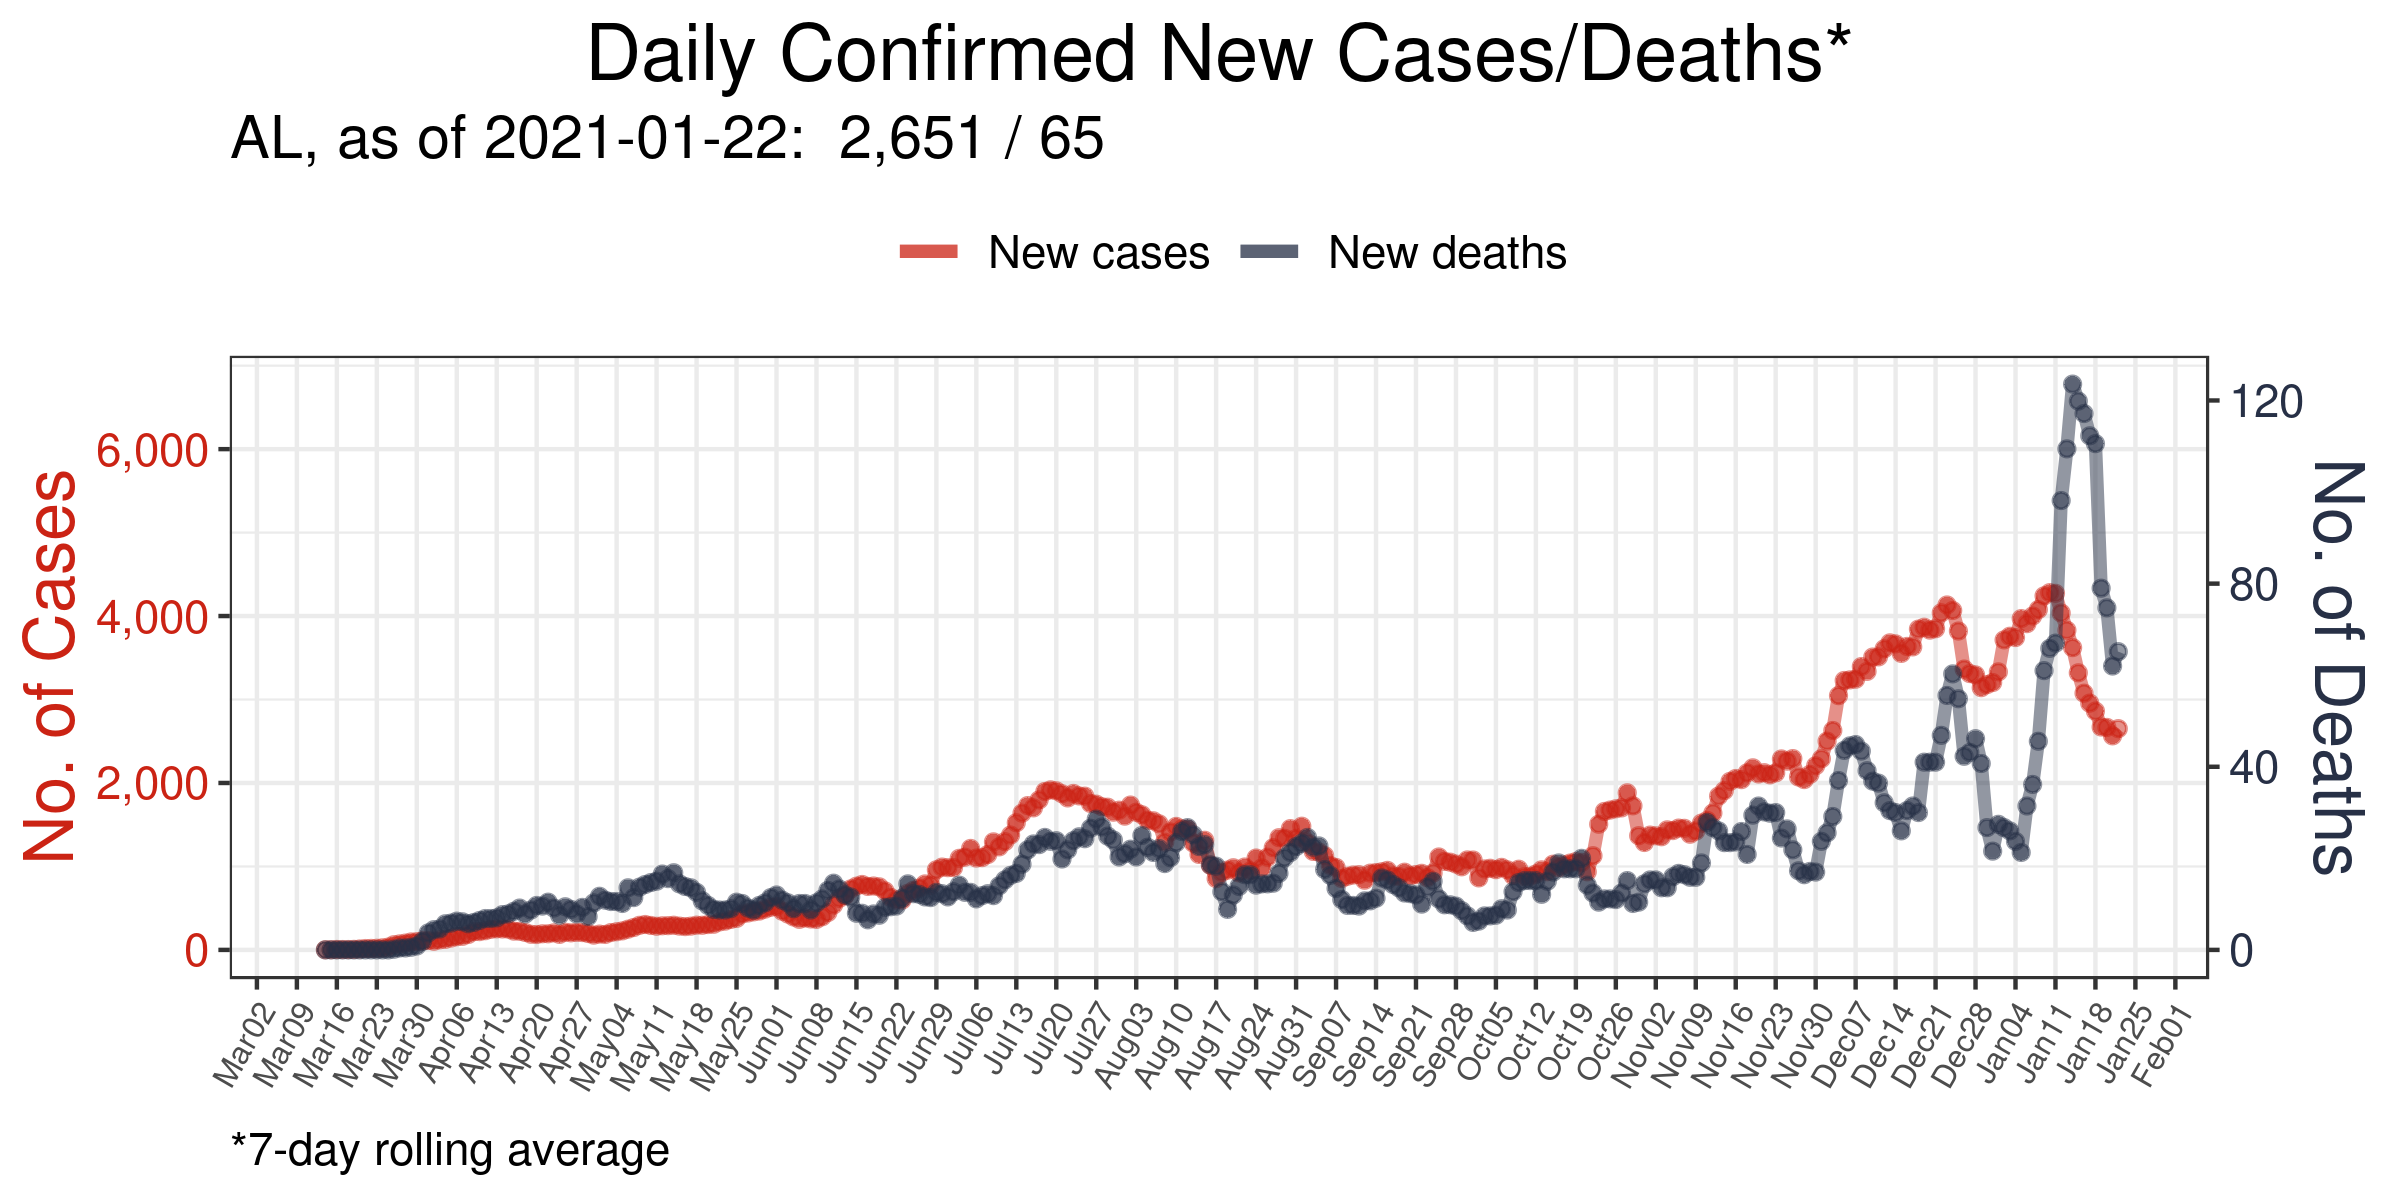 Daily Confirmed New Cases/Deaths*
AL, as of 2021-01-22:  2,651 / 65
New cases
New deaths
No. of Cases
6,000
4,000
2,000
0
120
80
40
0
No. of Deaths
Mar02
Mar09
Mar16
Mar23
Mar30
Apr06
Apr13
Apr20
Apr27
May04
May11
May18
May25
Jun01
Jun08
Jun15
Jun22
Jun29
Jul06
Jul13
Jul20
Jul27
Aug03
Aug10
Aug17
Aug24
Aug31
Sep07
Sep14
Sep21
Sep28
Oct05
Oct12
Oct19
Oct26
Nov02
Nov09
Nov16
Nov23
Nov30
Dec07
Dec14
Dec21
Dec28
Jan04
Jan11
Jan18
Jan25
Feb01
*7-day rolling average